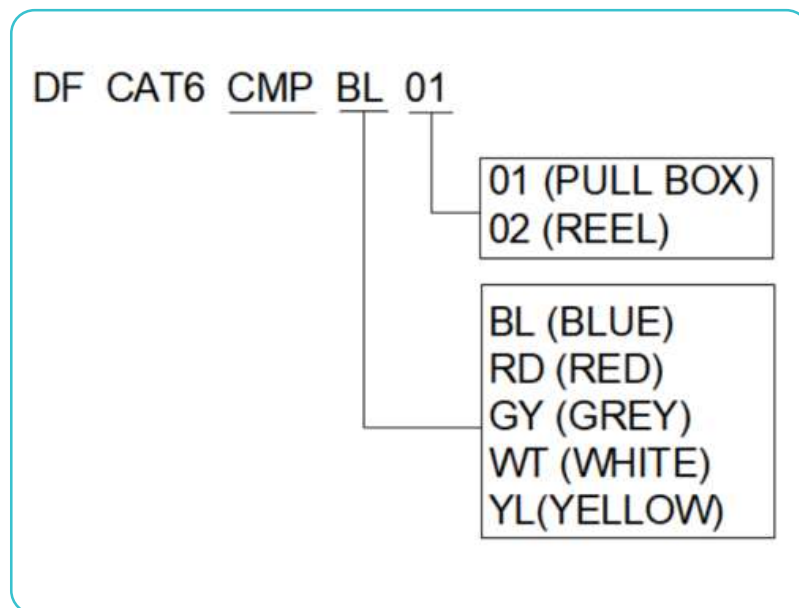 DF CAT6 CMP BL 01
01 (PULL BOX)
02 (REEL)
BL (BLUE)
RD (RED)
GY (GREY)
WT (WHITE)
YL(YELLOW)